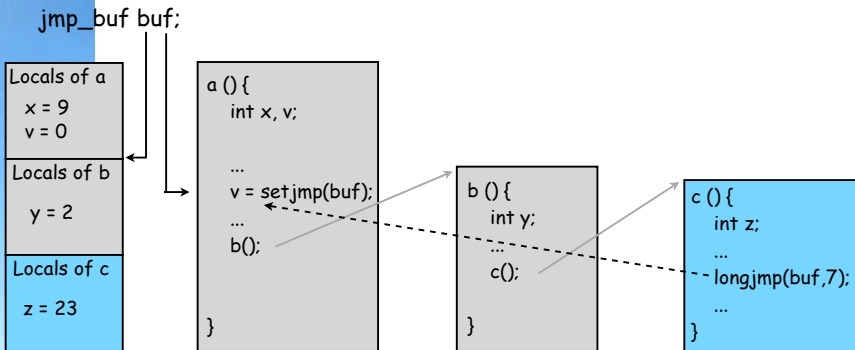 jmp_buf buf;
Locals of a
x = 9
v = 0
Locals of b
y = 2
Locals of c
z = 23
a () {
int x, v;
...
v = setjmp(buf);
...
b();
}
b () {
int y;
...
c();
}
c () {
int z;
...
longjmp(buf,7);
...
}